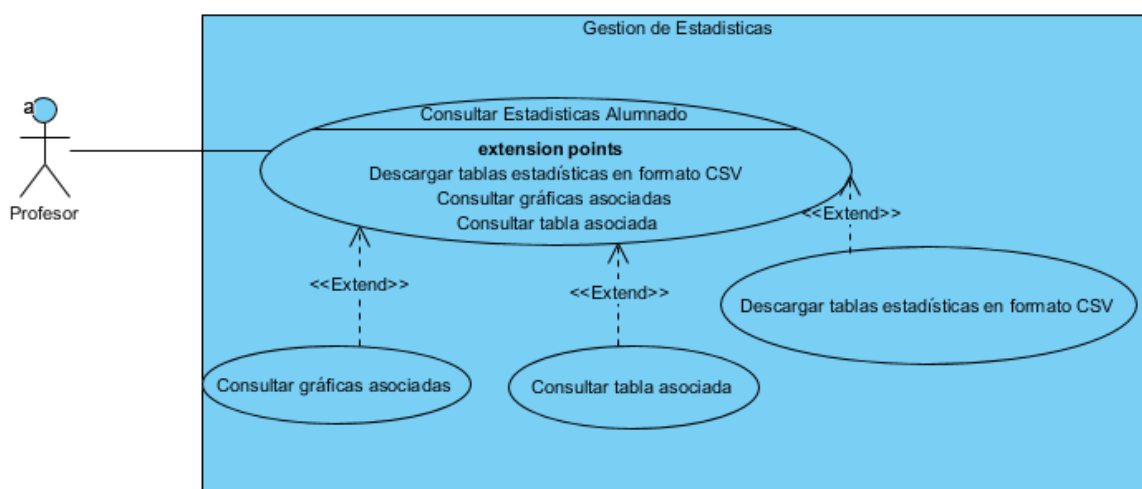 Gestion de Estadisticas
a
Profesor
Consultar Estadisticas Alumnado
extension points
Descargar tablas estadísticas en formato CSV
Consultar gráficas asociadas
Consultar tabla asociada
<<Extend>>
<<Extend>>
<<Extend>>
Descargar tablas estadísticas en formato CSV
Consultar gráficas asociadas
Consultar tabla asociada